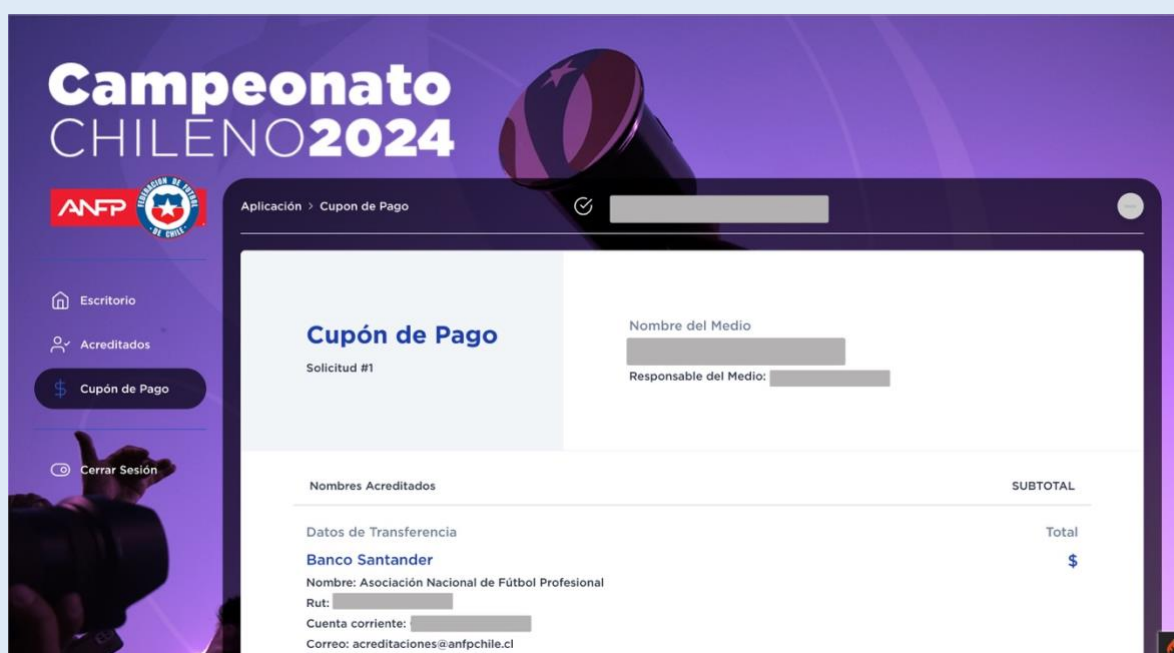 Campeonato
CHILENO2024
ANFP
FEDERACION DE FUTBOL
· DE CHILE ·
Aplicación > Cupon de Pago
Escritorio
Acreditados
Cupón de Pago
Cerrar Sesión
Cupón de Pago
Solicitud #1
Nombre del Medio
Responsable del Medio:
Nombres Acreditados SUBTOTAL
Datos de Transferencia Total
Banco Santander $
Nombre: Asociación Nacional de Fútbol Profesional
Rut:
Cuenta corriente:
Correo: acreditaciones@anfpchile.cl